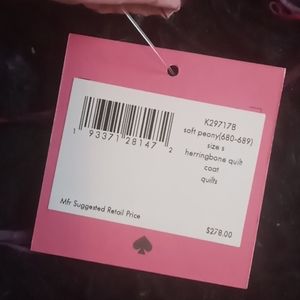 K297178
soft peony(680-689)
size s
herringbone quilt
coat
quilts
1 93371 28147 2
Mfr Suggested Retail Price
$278.00